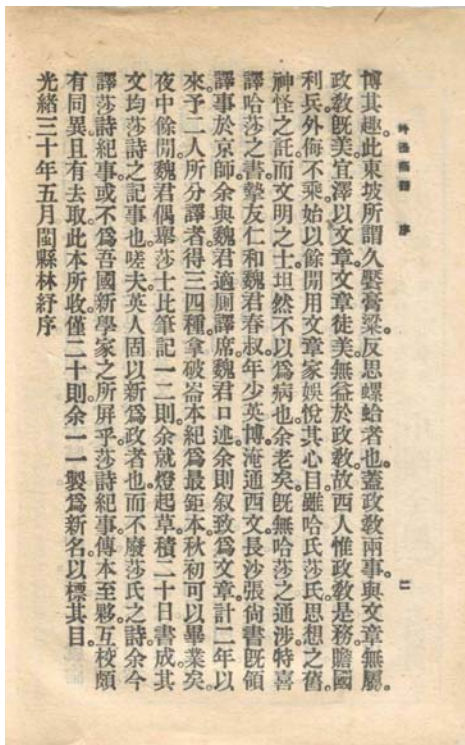 吟邊燕語 序 二
博其趣。此東坡所謂久饜膏粱。反思螺蛤者也。蓋政敎兩事。與文章無屬。
政敎旣美。宜澤以文章。文章徒美。無益於政敎。故西人惟政敎是務。贍國
利兵。外侮不乘。始以餘閒用文章家娛悅其心目。雖哈氏莎氏。思想之舊。
神怪之託。而文明之士。坦然不以爲病也。余老矣。旣無哈莎之通涉。特喜
譯哈莎之書。摯友仁和魏君春叔。年少英博。淹通西文。長沙張尙書旣領
譯事於京師。余與魏君適厠譯席。魏君口述。余則叙致爲文章。計二年以
來。予二人所分譯者得三四種。拿破崙本紀爲最鉅本。秋初可以畢業矣。
夜中餘閒。魏君偶舉莎士比筆記一二則。余就燈起草。積二十日書成。其
文均莎詩之記事也。嗟夫。英人固以新爲政者也。而不廢莎氏之詩。余今
譯莎詩紀事。或不爲吾國新學家之所屏乎。莎詩紀事。傳本至夥。互校頗
有同異。且有去取。此本所收。僅二十則。余一一製爲新名。以標其目。
光緒三十年五月閩縣林紓序